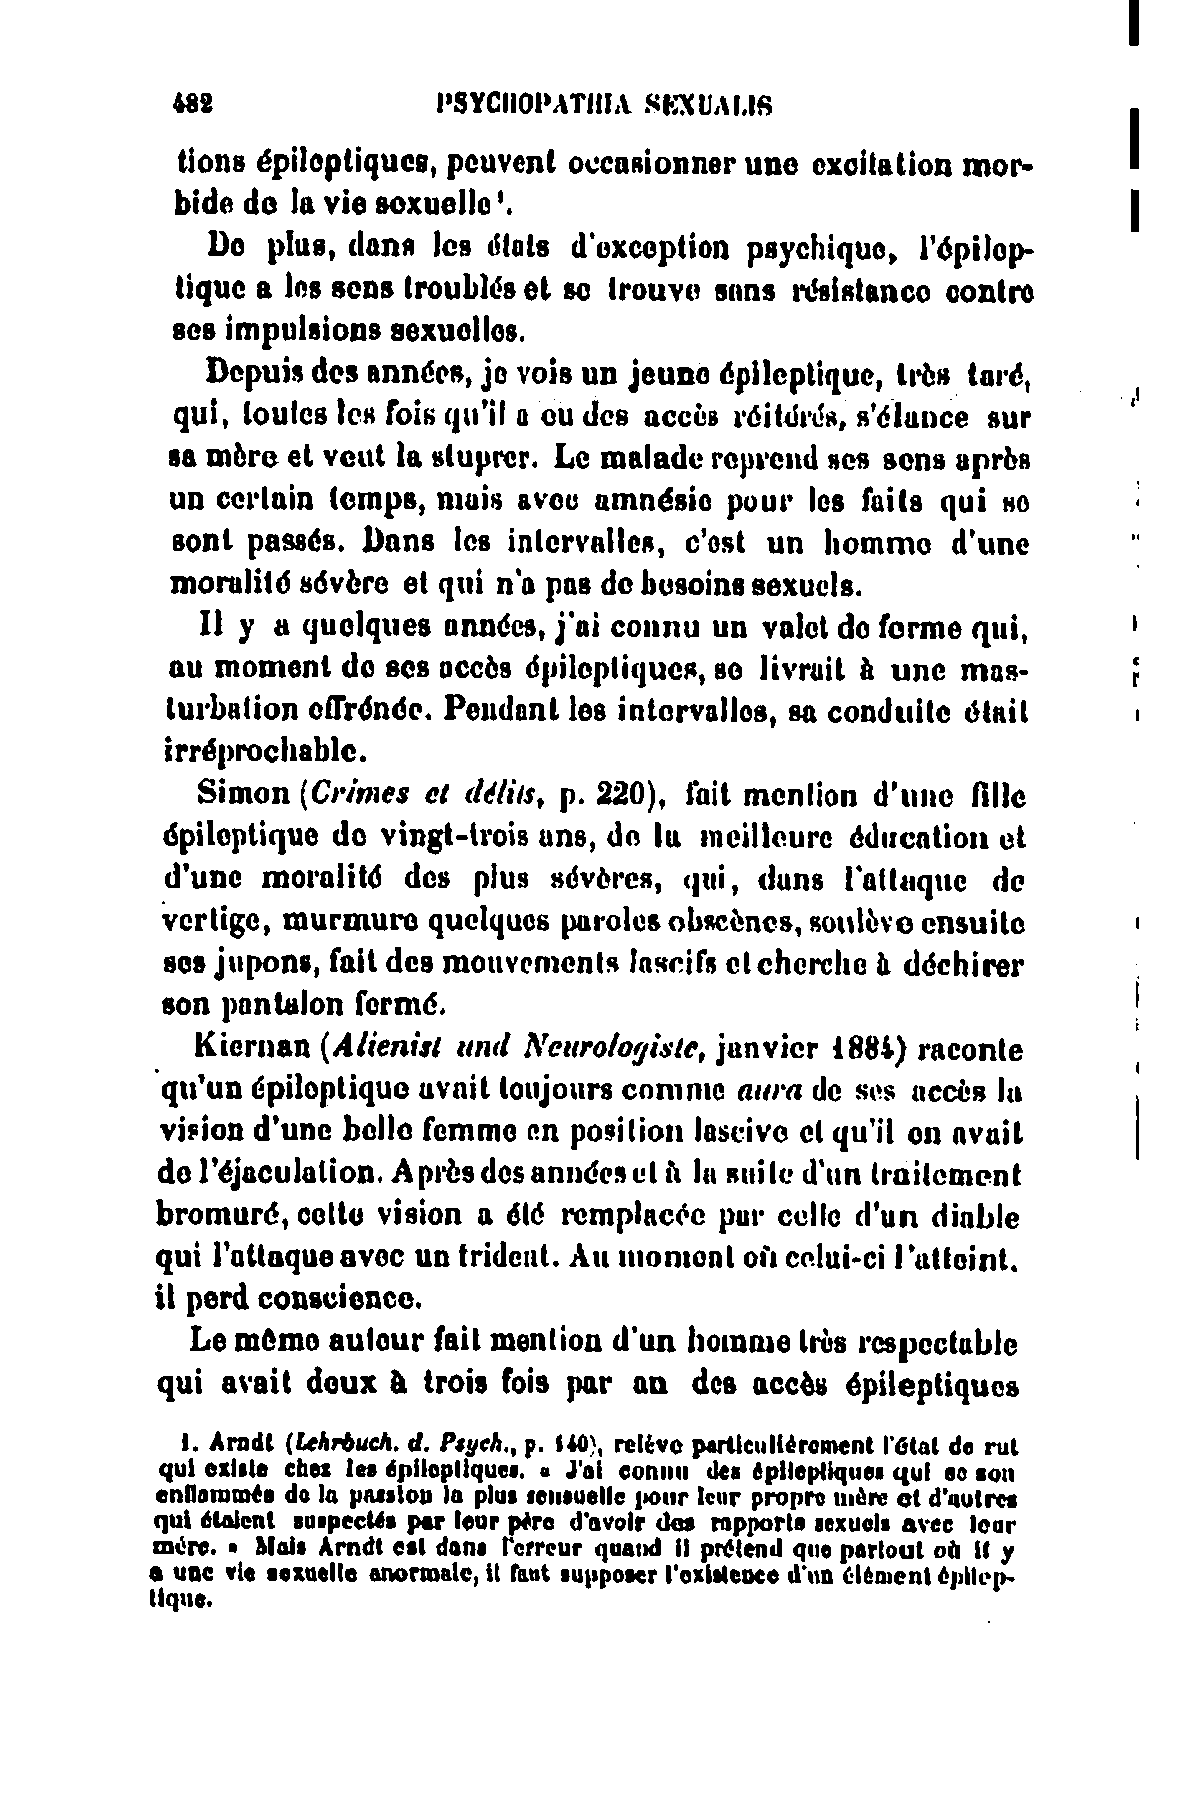 482 PSYCHOPATHIA SEXUALIS
tions épileptiques, peuvent occasionner une excitation mor-
bide de la vie sexuelle¹.
De plus, dans les états d'exception psychique, l'épilep-
tique a les sens troublés et se trouve sans résistance contre
ses impulsions sexuelles.
Depuis des années, je vois un jeune épileptique, très taré,
qui, toutes les fois qu'il a eu des accès réitérés, s'élance sur
sa mère et veut la stuprer. Le malade reprend ses sens après
un certain temps, mais avec amnésie pour les faits qui se
sont passés. Dans les intervalles, c'est un homme d'une
moralité sévère et qui n'a pas de besoins sexuels.
Il y a quelques années, j'ai connu un valet de ferme qui,
au moment de ses accès épileptiques, se livrait à une mas-
turbation effrénée. Pendant les intervalles, sa conduite était
irréprochable.
Simon (Crimes et délits, p. 220), fait mention d'une fille
épileptique de vingt-trois ans, de la meilleure éducation et
d'une moralité des plus sévères, qui, dans l'attaque de
vertige, murmure quelques paroles obscènes, soulève ensuite
ses jupons, fait des mouvements lascifs et cherche à déchirer
son pantalon fermé.
Kiernan (Alienist und Neurologiste, janvier 1884) raconte
qu'un épileptique avait toujours comme aura de ses accès la
vision d'une belle femme en position lascive et qu'il en avait
de l'éjaculation. Après des années et à la suite d'un traitement
bromuré, cette vision a été remplacée par celle d'un diable
qui l'attaque avec un trident. Au moment où celui-ci l'atteint,
il perd conscience.
Le même auteur fait mention d'un homme très respectable
qui avait deux à trois fois par an des accès épileptiques
1. Arndt (Lehrbuch. d. Psych., p. 140), relève particulièrement l'état de rut
qui existe chez les épileptiques. « J'ai connu des épileptiques qui se son
enflammés de la passion la plus sensuelle pour leur propre mère et d'autres
qui étaient suspectés par leur père d'avoir des rapports sexuels avec leur
mère. » Mais Arndt est dans l'erreur quand il prétend que partout où il y
a une vie sexuelle anormale, il faut supposer l'existence d'un élément épilep-
tique.